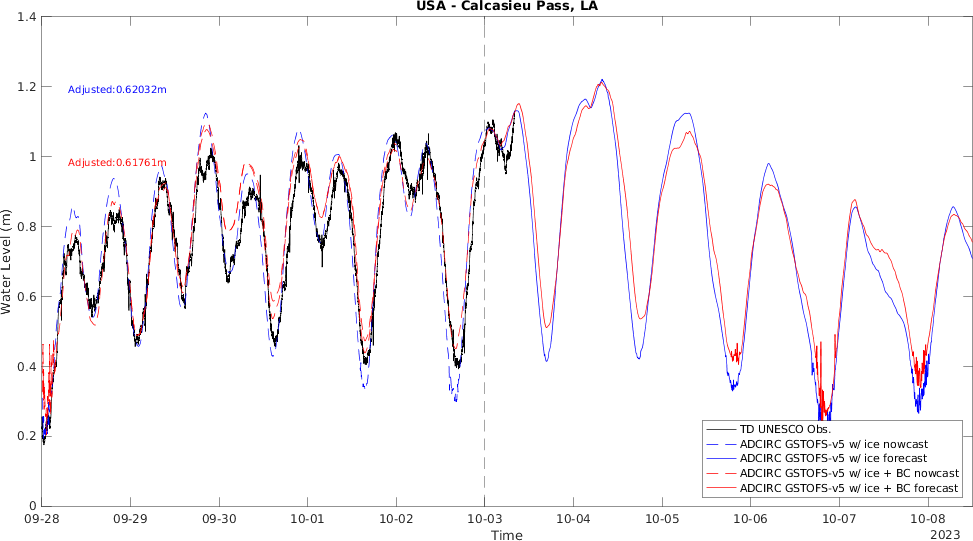 USA - Calcasieu Pass, LA
1.4
1.2
1
0.8
0.6
0.4
0.2
0
Water Level (m)
Adjusted:0.62032m
Adjusted:0.61761m
TD UNESCO Obs.
ADCIRC GSTOFS-v5 w/ ice nowcast
ADCIRC GSTOFS-v5 w/ ice forecast
ADCIRC GSTOFS-v5 w/ ice + BC nowcast
ADCIRC GSTOFS-v5 w/ ice + BC forecast
09-28 09-29 09-30 10-01 10-02 10-03 10-04 10-05 10-06 10-07 10-08
Time
2023